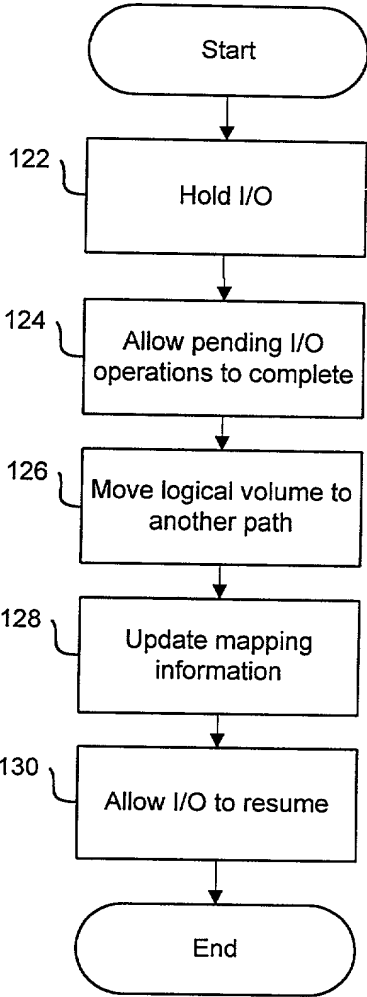 Start
122
Hold I/O
124
Allow pending I/O
operations to complete
126
Move logical volume to
another path
128
Update mapping
information
130
Allow I/O to resume
End